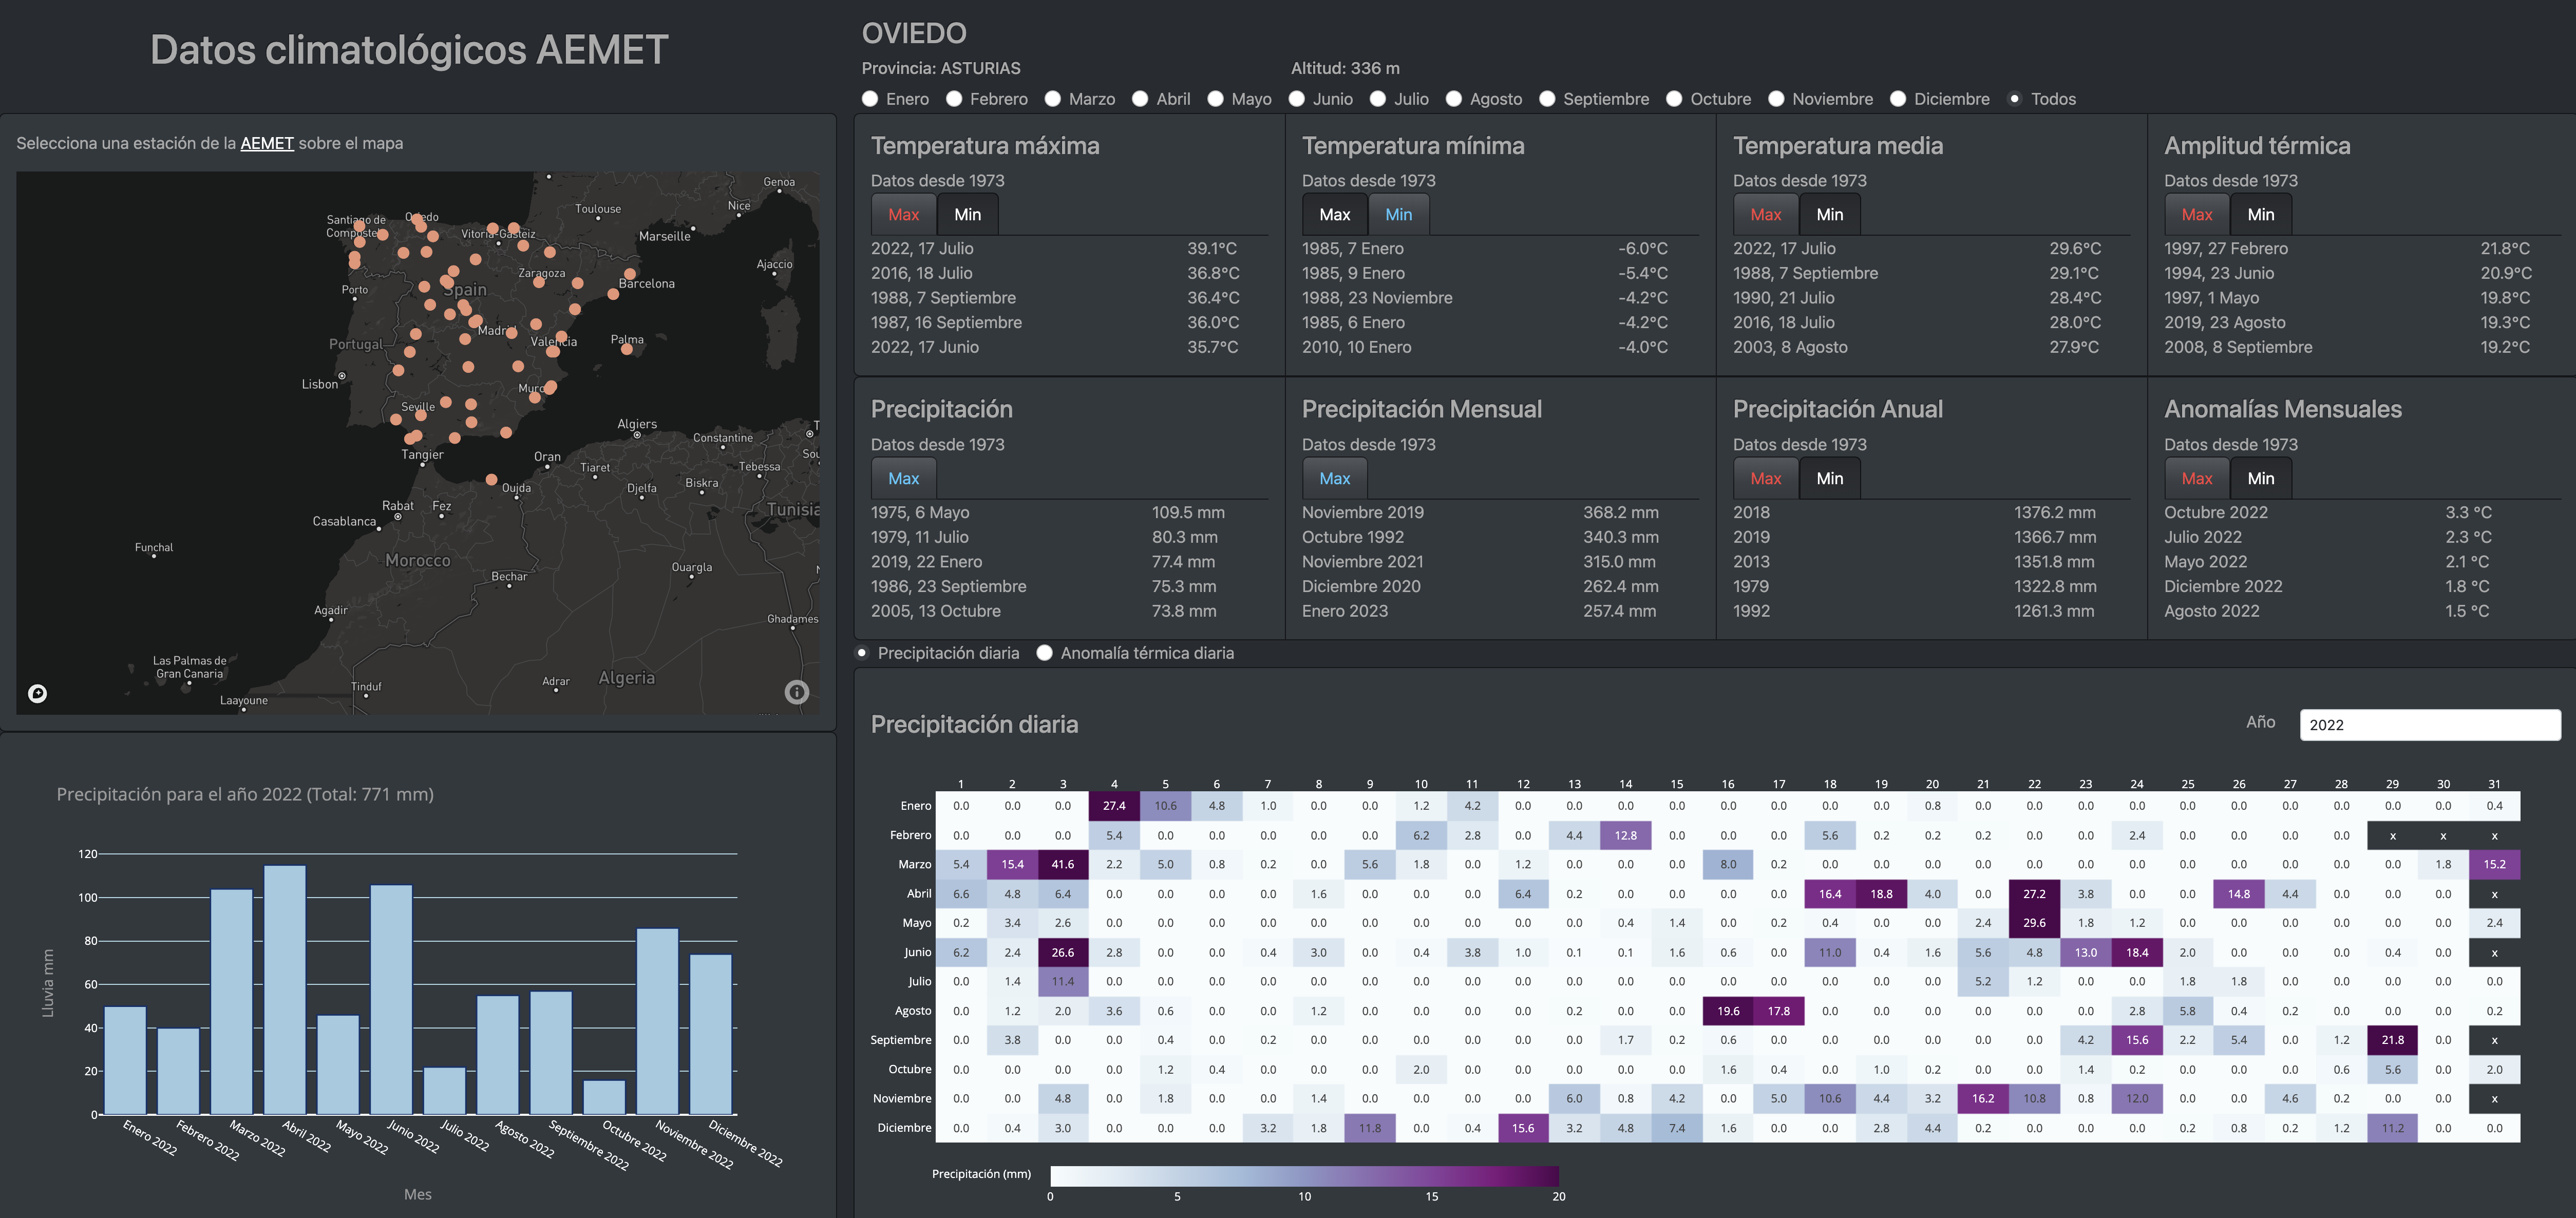 Datos climatológicos AEMET
Selecciona una estación de la AEMET sobre el mapa
Genoa
Nice
Toulouse
Marseille
Ajaccio
Santiago de
Oviedo
Vitoria-Gasteiz
Zaragoza
Barcelona
Porto
Spain
Madrid
Portugal
Valencia
Palma
Lisbon
Seville
Algiers
Constantine
Tangier
Oran
Tiaret
Tebessa
Oujda
Djelfa
Biskra
Rabat
Fez
Casablanca
Tunisia
Funchal
Morocco
Ouargla
Bechar
Agadir
Ghadames
Las Palmas de
Gran Canaria
Tinduf
Adrar
Algeria
Laayoune
Precipitación para el año 2022 (Total: 771 mm)
Lluvia mm
120
100
80
60
40
20
0
Enero 2022
Febrero 2022
Marzo 2022
Abril 2022
Mayo 2022
Junio 2022
Julio 2022
Agosto 2022
Septiembre 2022
Octubre 2022
Noviembre 2022
Diciembre 2022
Mes
OVIEDO
Provincia: ASTURIAS Altitud: 336 m
Enero Febrero Marzo Abril Mayo Junio Julio Agosto Septiembre Octubre Noviembre Diciembre Todos
Temperatura máxima
Datos desde 1973
Max Min
2022, 17 Julio 39.1°C
2016, 18 Julio 36.8°C
1988, 7 Septiembre 36.4°C
1987, 16 Septiembre 36.0°C
2022, 17 Junio 35.7°C
Temperatura mínima
Datos desde 1973
Max Min
1985, 7 Enero -6.0°C
1985, 9 Enero -5.4°C
1988, 23 Noviembre -4.2°C
1985, 6 Enero -4.2°C
2010, 10 Enero -4.0°C
Temperatura media
Datos desde 1973
Max Min
2022, 17 Julio 29.6°C
1988, 7 Septiembre 29.1°C
1990, 21 Julio 28.4°C
2016, 18 Julio 28.0°C
2003, 8 Agosto 27.9°C
Amplitud térmica
Datos desde 1973
Max Min
1997, 27 Febrero 21.8°C
1994, 23 Junio 20.9°C
1997, 1 Mayo 19.8°C
2019, 23 Agosto 19.3°C
2008, 8 Septiembre 19.2°C
Precipitación
Datos desde 1973
Max
1975, 6 Mayo 109.5 mm
1979, 11 Julio 80.3 mm
2019, 22 Enero 77.4 mm
1986, 23 Septiembre 75.3 mm
2005, 13 Octubre 73.8 mm
Precipitación Mensual
Datos desde 1973
Max
Noviembre 2019 368.2 mm
Octubre 1992 340.3 mm
Noviembre 2021 315.0 mm
Diciembre 2020 262.4 mm
Enero 2023 257.4 mm
Precipitación Anual
Datos desde 1973
Max Min
2018 1376.2 mm
2019 1366.7 mm
2013 1351.8 mm
1979 1322.8 mm
1992 1261.3 mm
Anomalías Mensuales
Datos desde 1973
Max Min
Octubre 2022 3.3 °C
Julio 2022 2.3 °C
Mayo 2022 2.1 °C
Diciembre 2022 1.8 °C
Agosto 2022 1.5 °C
Precipitación diaria Anomalía térmica diaria
Precipitación diaria
Año 2022
1 2 3 4 5 6 7 8 9 10 11 12 13 14 15 16 17 18 19 20 21 22 23 24 25 26 27 28 29 30 31
Enero 0.0 0.0 0.0 27.4 10.6 4.8 1.0 0.0 0.0 1.2 4.2 0.0 0.0 0.0 0.0 0.0 0.0 0.0 0.0 0.8 0.0 0.0 0.0 0.0 0.0 0.0 0.0 0.0 0.0 0.0 0.4
Febrero 0.0 0.0 0.0 5.4 0.0 0.0 0.0 0.0 0.0 6.2 2.8 0.0 4.4 12.8 0.0 0.0 0.0 5.6 0.2 0.2 0.2 0.0 0.0 2.4 0.0 0.0 0.0 0.0 x x x
Marzo 5.4 15.4 41.6 2.2 5.0 0.8 0.2 0.0 5.6 1.8 0.0 1.2 0.0 0.0 0.0 8.0 0.2 0.0 0.0 0.0 0.0 0.0 0.0 0.0 0.0 0.0 0.0 0.0 0.0 1.8 15.2
Abril 6.6 4.8 6.4 0.0 0.0 0.0 0.0 1.6 0.0 0.0 0.0 6.4 0.2 0.0 0.0 0.0 0.0 16.4 18.8 4.0 0.0 27.2 3.8 0.0 0.0 14.8 4.4 0.0 0.0 0.0 x
Mayo 0.2 3.4 2.6 0.0 0.0 0.0 0.0 0.0 0.0 0.0 0.0 0.0 0.0 0.4 1.4 0.0 0.2 0.4 0.0 0.0 2.4 29.6 1.8 1.2 0.0 0.0 0.0 0.0 0.0 0.0 2.4
Junio 6.2 2.4 26.6 2.8 0.0 0.0 0.4 3.0 0.0 0.4 3.8 1.0 0.1 0.1 1.6 0.6 0.0 11.0 0.4 1.6 5.6 4.8 13.0 18.4 2.0 0.0 0.0 0.0 0.4 0.0 x
Julio 0.0 1.4 11.4 0.0 0.0 0.0 0.0 0.0 0.0 0.0 0.0 0.0 0.0 0.0 0.0 0.0 0.0 0.0 0.0 0.0 5.2 1.2 0.0 0.0 1.8 1.8 0.0 0.0 0.0 0.0 0.0
Agosto 0.0 1.2 2.0 3.6 0.6 0.0 0.0 1.2 0.0 0.0 0.0 0.0 0.2 0.0 0.0 19.6 17.8 0.0 0.0 0.0 0.0 0.0 0.0 2.8 5.8 0.4 0.2 0.0 0.0 0.0 0.2
Septiembre 0.0 3.8 0.0 0.0 0.4 0.0 0.2 0.0 0.0 0.0 0.0 0.0 0.0 1.7 0.2 0.6 0.0 0.0 0.0 0.0 0.0 0.0 4.2 15.6 2.2 5.4 0.0 1.2 21.8 0.0 x
Octubre 0.0 0.0 0.0 0.0 1.2 0.4 0.0 0.0 0.0 2.0 0.0 0.0 0.0 0.0 0.0 1.6 0.4 0.0 1.0 0.2 0.0 0.0 1.4 0.2 0.0 0.0 0.0 0.6 5.6 0.0 2.0
Noviembre 0.0 0.0 4.8 0.0 1.8 0.0 0.0 1.4 0.0 0.0 0.0 0.0 6.0 0.8 4.2 0.0 5.0 10.6 4.4 3.2 16.2 10.8 0.8 12.0 0.0 0.0 4.6 0.2 0.0 0.0 x
Diciembre 0.0 0.4 3.0 0.0 0.0 0.0 3.2 1.8 11.8 0.0 0.4 15.6 3.2 4.8 7.4 1.6 0.0 0.0 2.8 4.4 0.2 0.0 0.0 0.0 0.2 0.8 0.2 1.2 11.2 0.0 0.0
Precipitación (mm)
0 5 10 15 20